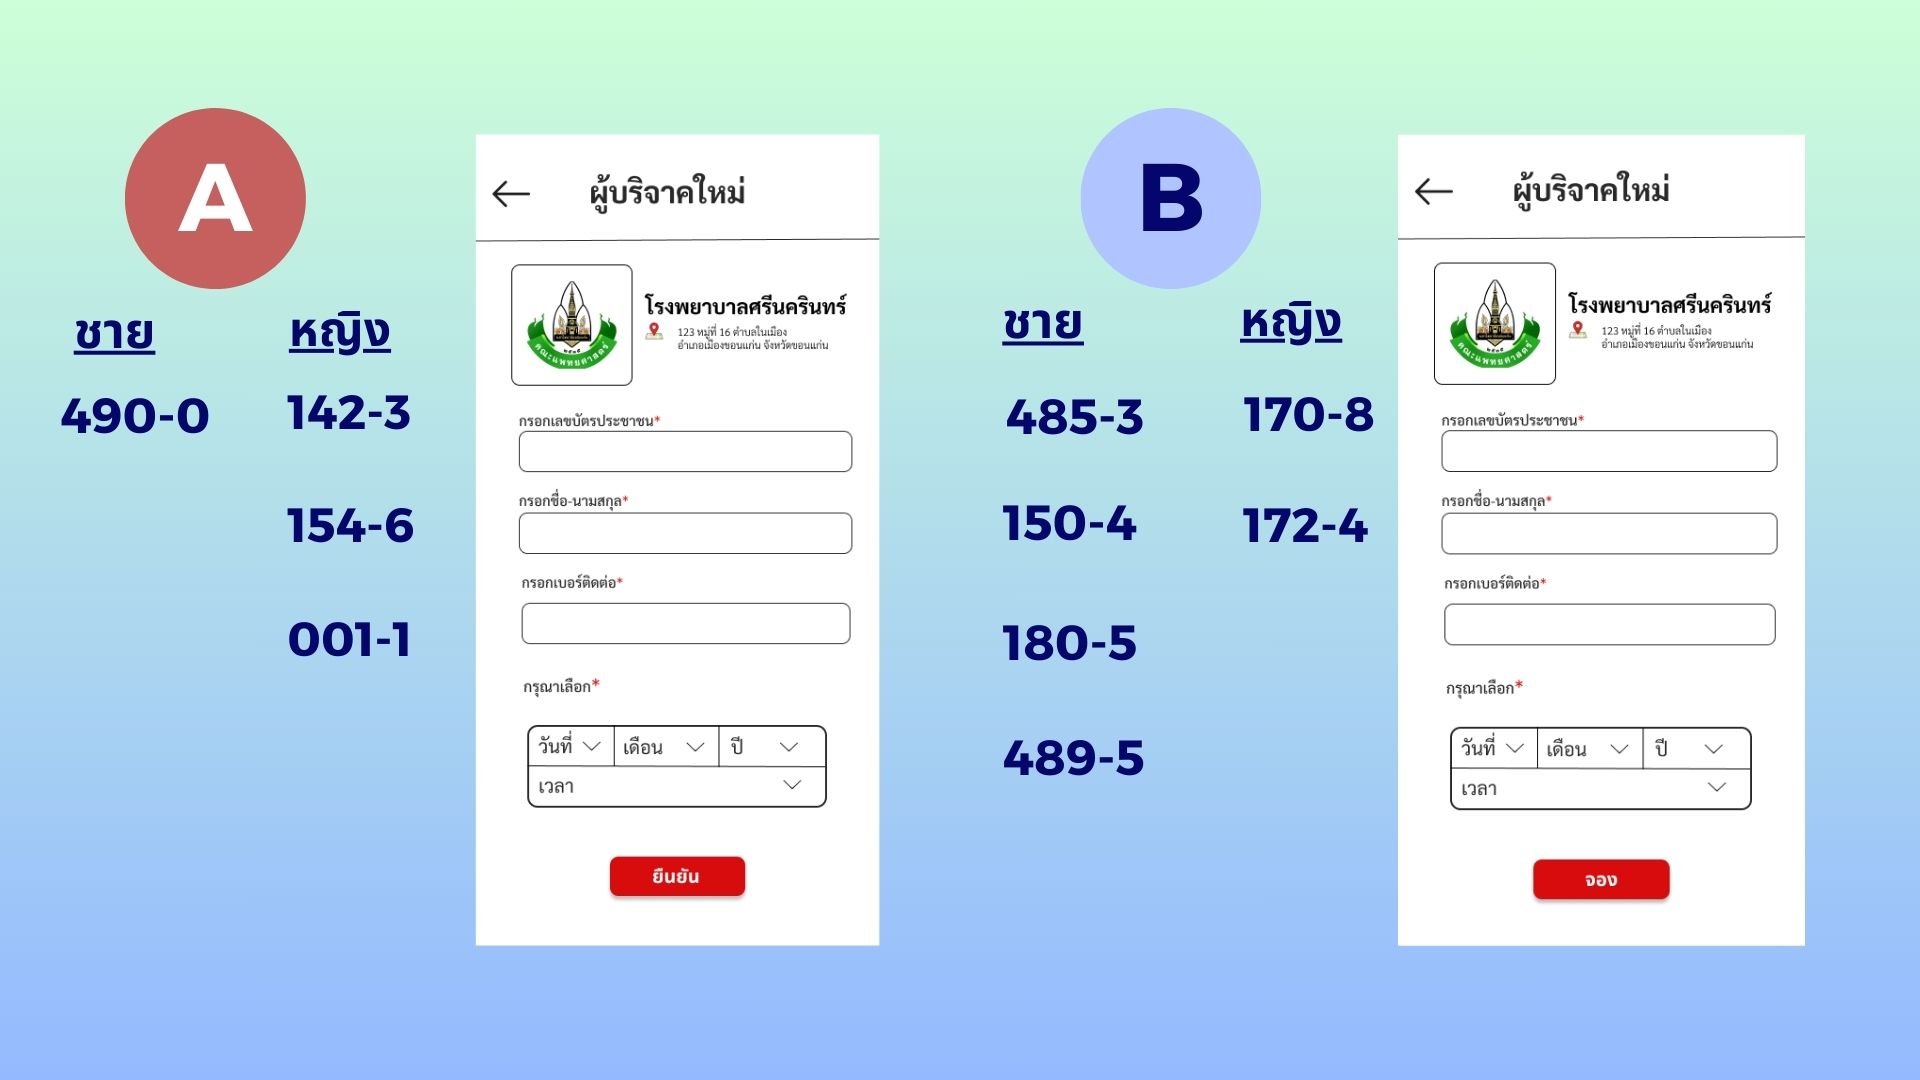 A
ชาย
หญิง
490-0
142-3
154-6
001-1
ผู้บริจาคใหม่
คณะแพทยศาสตร์
โรงพยาบาลศรีนครินทร์
123 หมู่ที่ 16 ตำบลในเมือง
อำเภอเมืองขอนแก่น จังหวัดขอนแก่น
กรอกเลขบัตรประชาชน*
กรอกชื่อ-นามสกุล*
กรอกเบอร์ติดต่อ*
กรุณาเลือก*
วันที่ เดือน ปี
เวลา
ยืนยัน
B
ชาย
หญิง
485-3
170-8
150-4
172-4
180-5
489-5
ผู้บริจาคใหม่
คณะแพทยศาสตร์
โรงพยาบาลศรีนครินทร์
123 หมู่ที่ 16 ตำบลในเมือง
อำเภอเมืองขอนแก่น จังหวัดขอนแก่น
กรอกเลขบัตรประชาชน*
กรอกชื่อ-นามสกุล*
กรอกเบอร์ติดต่อ*
กรุณาเลือก*
วันที่ เดือน ปี
เวลา
จอง